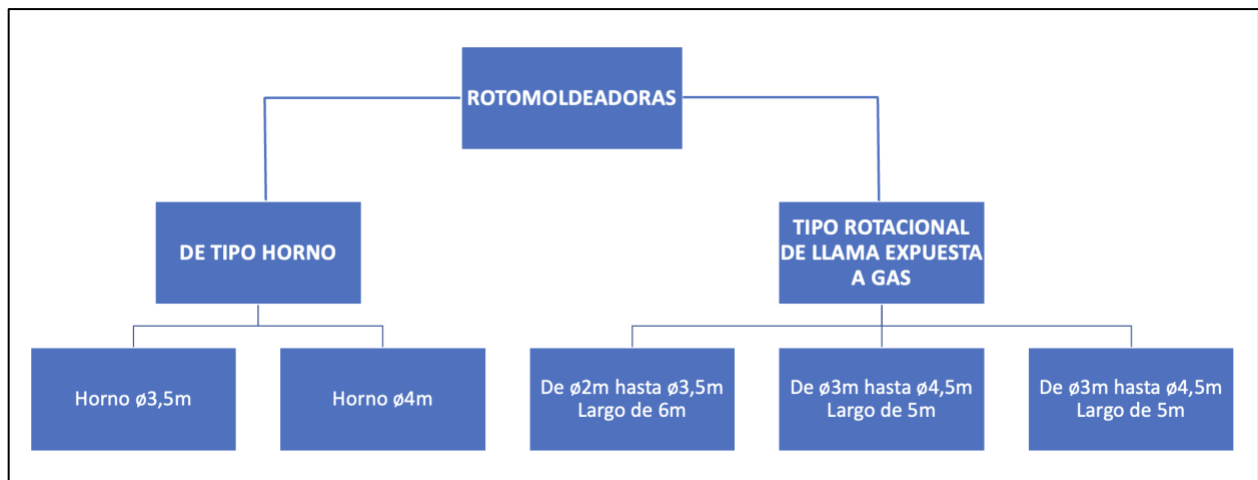 ROTOMOLDEADORAS
DE TIPO HORNO
TIPO ROTACIONAL
DE LLAMA EXPUESTA
A GAS
Horno ø3,5m
Horno ø4m
De ø2m hasta ø3,5m
Largo de 6m
De ø3m hasta ø4,5m
Largo de 5m
De ø3m hasta ø4,5m
Largo de 5m